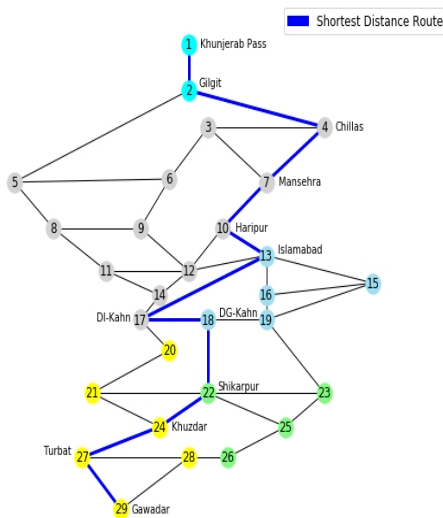 Shortest Distance Route
1 Khunjerab Pass
Gilgit
2
3 4 Chillas
5 6 7 Mansehra
8 9 10 Haripur
Islamabad
11 12 13
14 16 15
DI-Kahn 17 18 DG-Kahn 19
20
Shikarpur
21 22 23
24 Khuzdar 25
Turbat 27 28 26
29 Gawadar